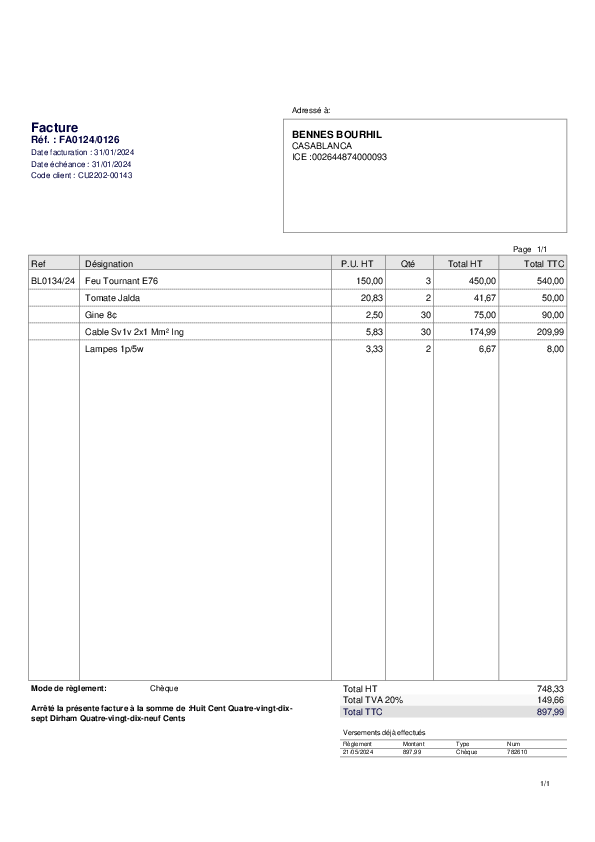 Adressé à:
Facture
Réf. : FA0124/0126
Date facturation : 31/01/2024
Date échéance : 31/01/2024
Code client : CU2202-00143
BENNES BOURHIL
CASABLANCA
ICE :002644874000093
Page 1/1
Ref Désignation P.U. HT Qté Total HT Total TTC
BL0134/24 Feu Tournant E76 150,00 3 450,00 540,00
Tomate Jalda 20,83 2 41,67 50,00
Gine 8¢ 2,50 30 75,00 90,00
Cable Sv1v 2x1 Mm² Ing 5,83 30 174,99 209,99
Lampes 1p/5w 3,33 2 6,67 8,00
Mode de règlement: Chèque
Arrêté la présente facture à la somme de :Huit Cent Quatre-vingt-dix-
sept Dirham Quatre-vingt-dix-neuf Cents
Total HT 748,33
Total TVA 20% 149,66
Total TTC 897,99
Versements déjà effectués
Règlement Montant Type Num
21/05/2024 897,99 Chèque 782610
1/1